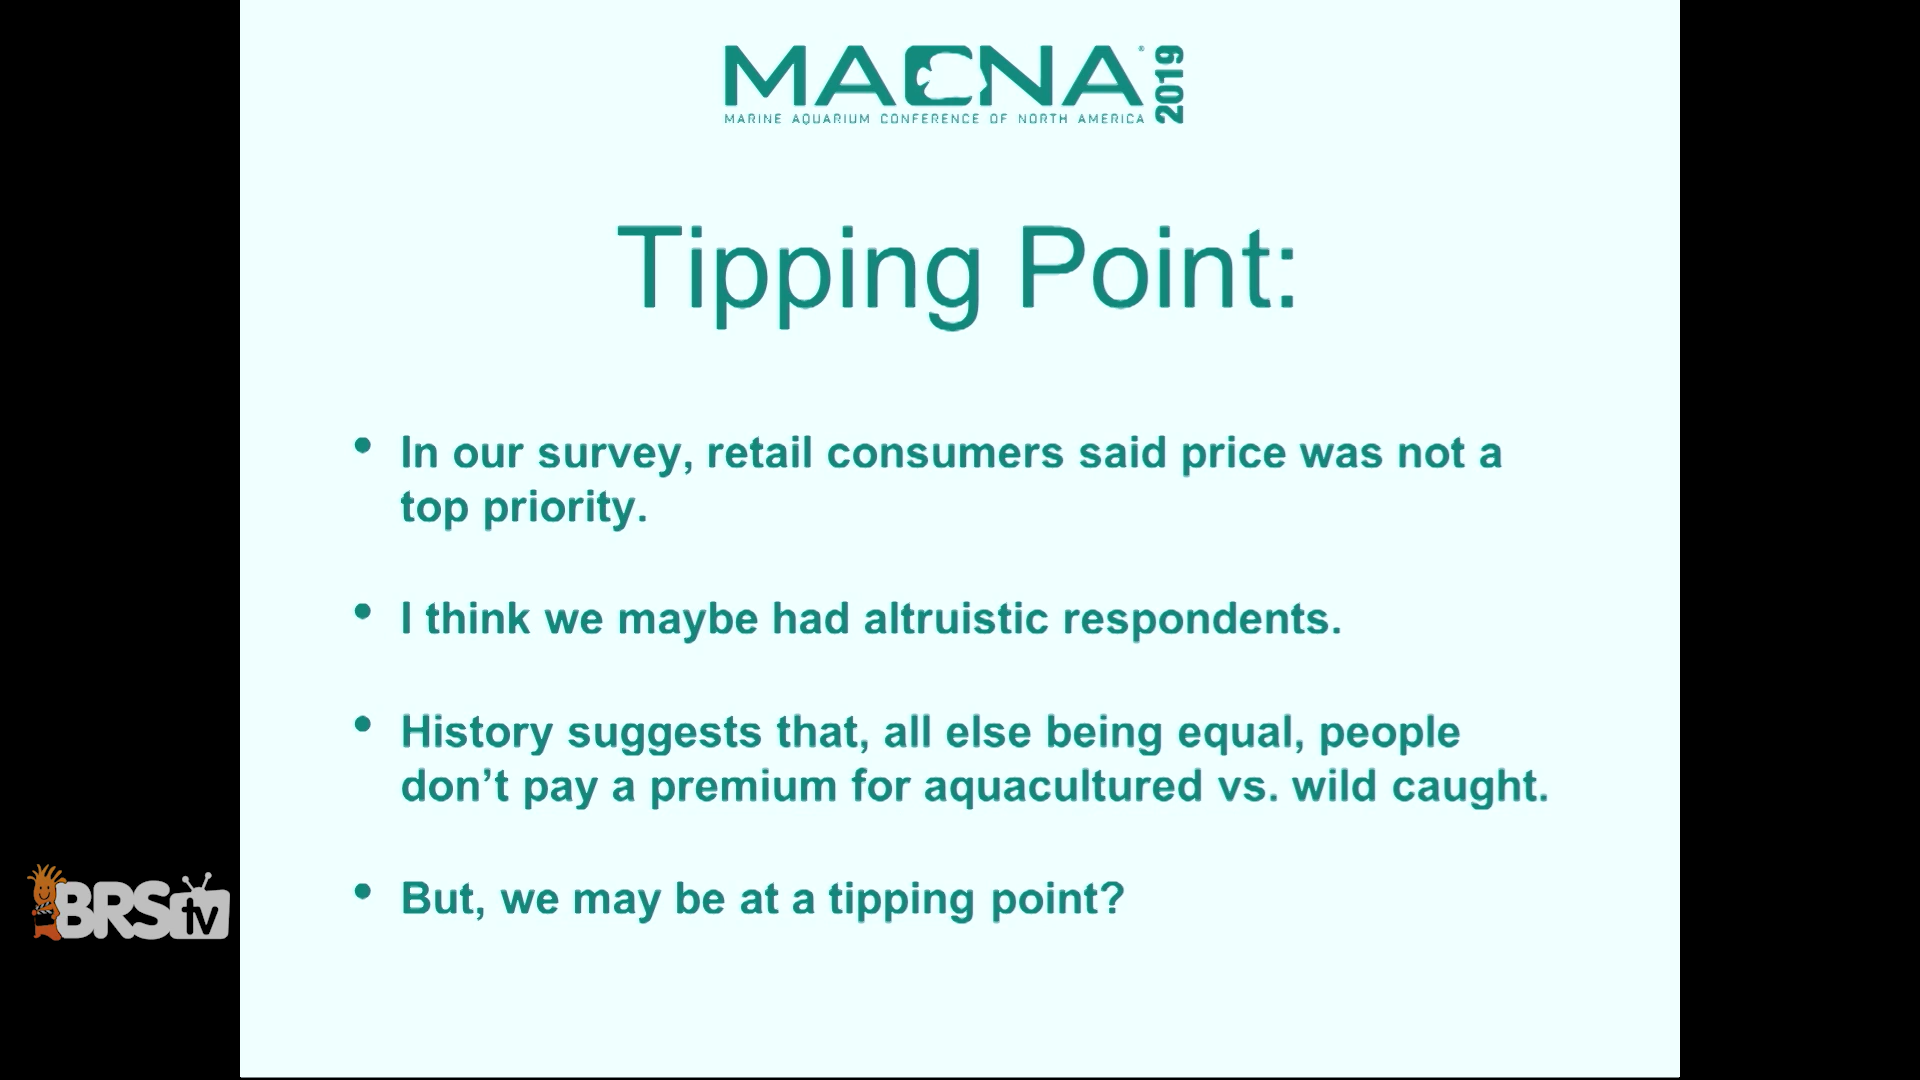 MACNA® 2019
MARINE AQUARIUM CONFERENCE OF NORTH AMERICA
Tipping Point:
• In our survey, retail consumers said price was not a
top priority.
• I think we maybe had altruistic respondents.
• History suggests that, all else being equal, people
don’t pay a premium for aquacultured vs. wild caught.
• But, we may be at a tipping point?
BRStv